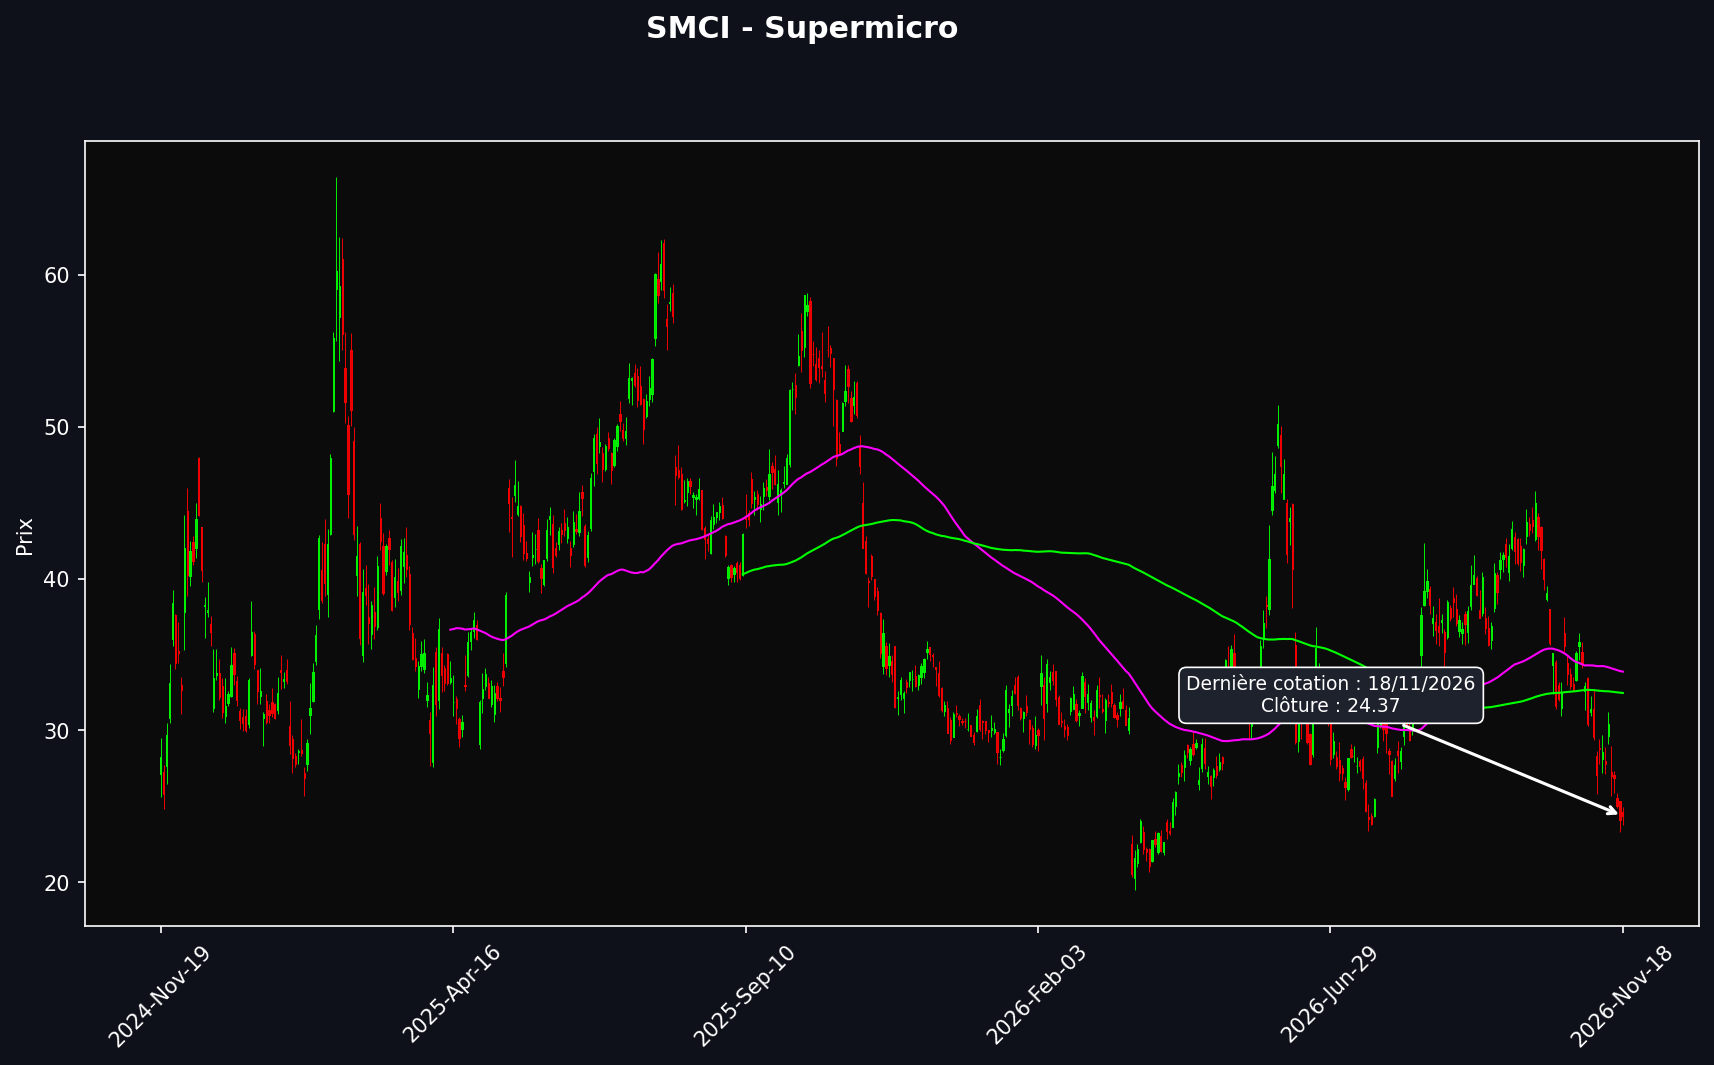 SMCI - Supermicro
Prix
60
50
40
30
20
Dernière cotation : 18/11/2026
Clôture : 24.37
2024-Nov-19
2025-Apr-16
2025-Sep-10
2026-Feb-03
2026-Jun-29
2026-Nov-18